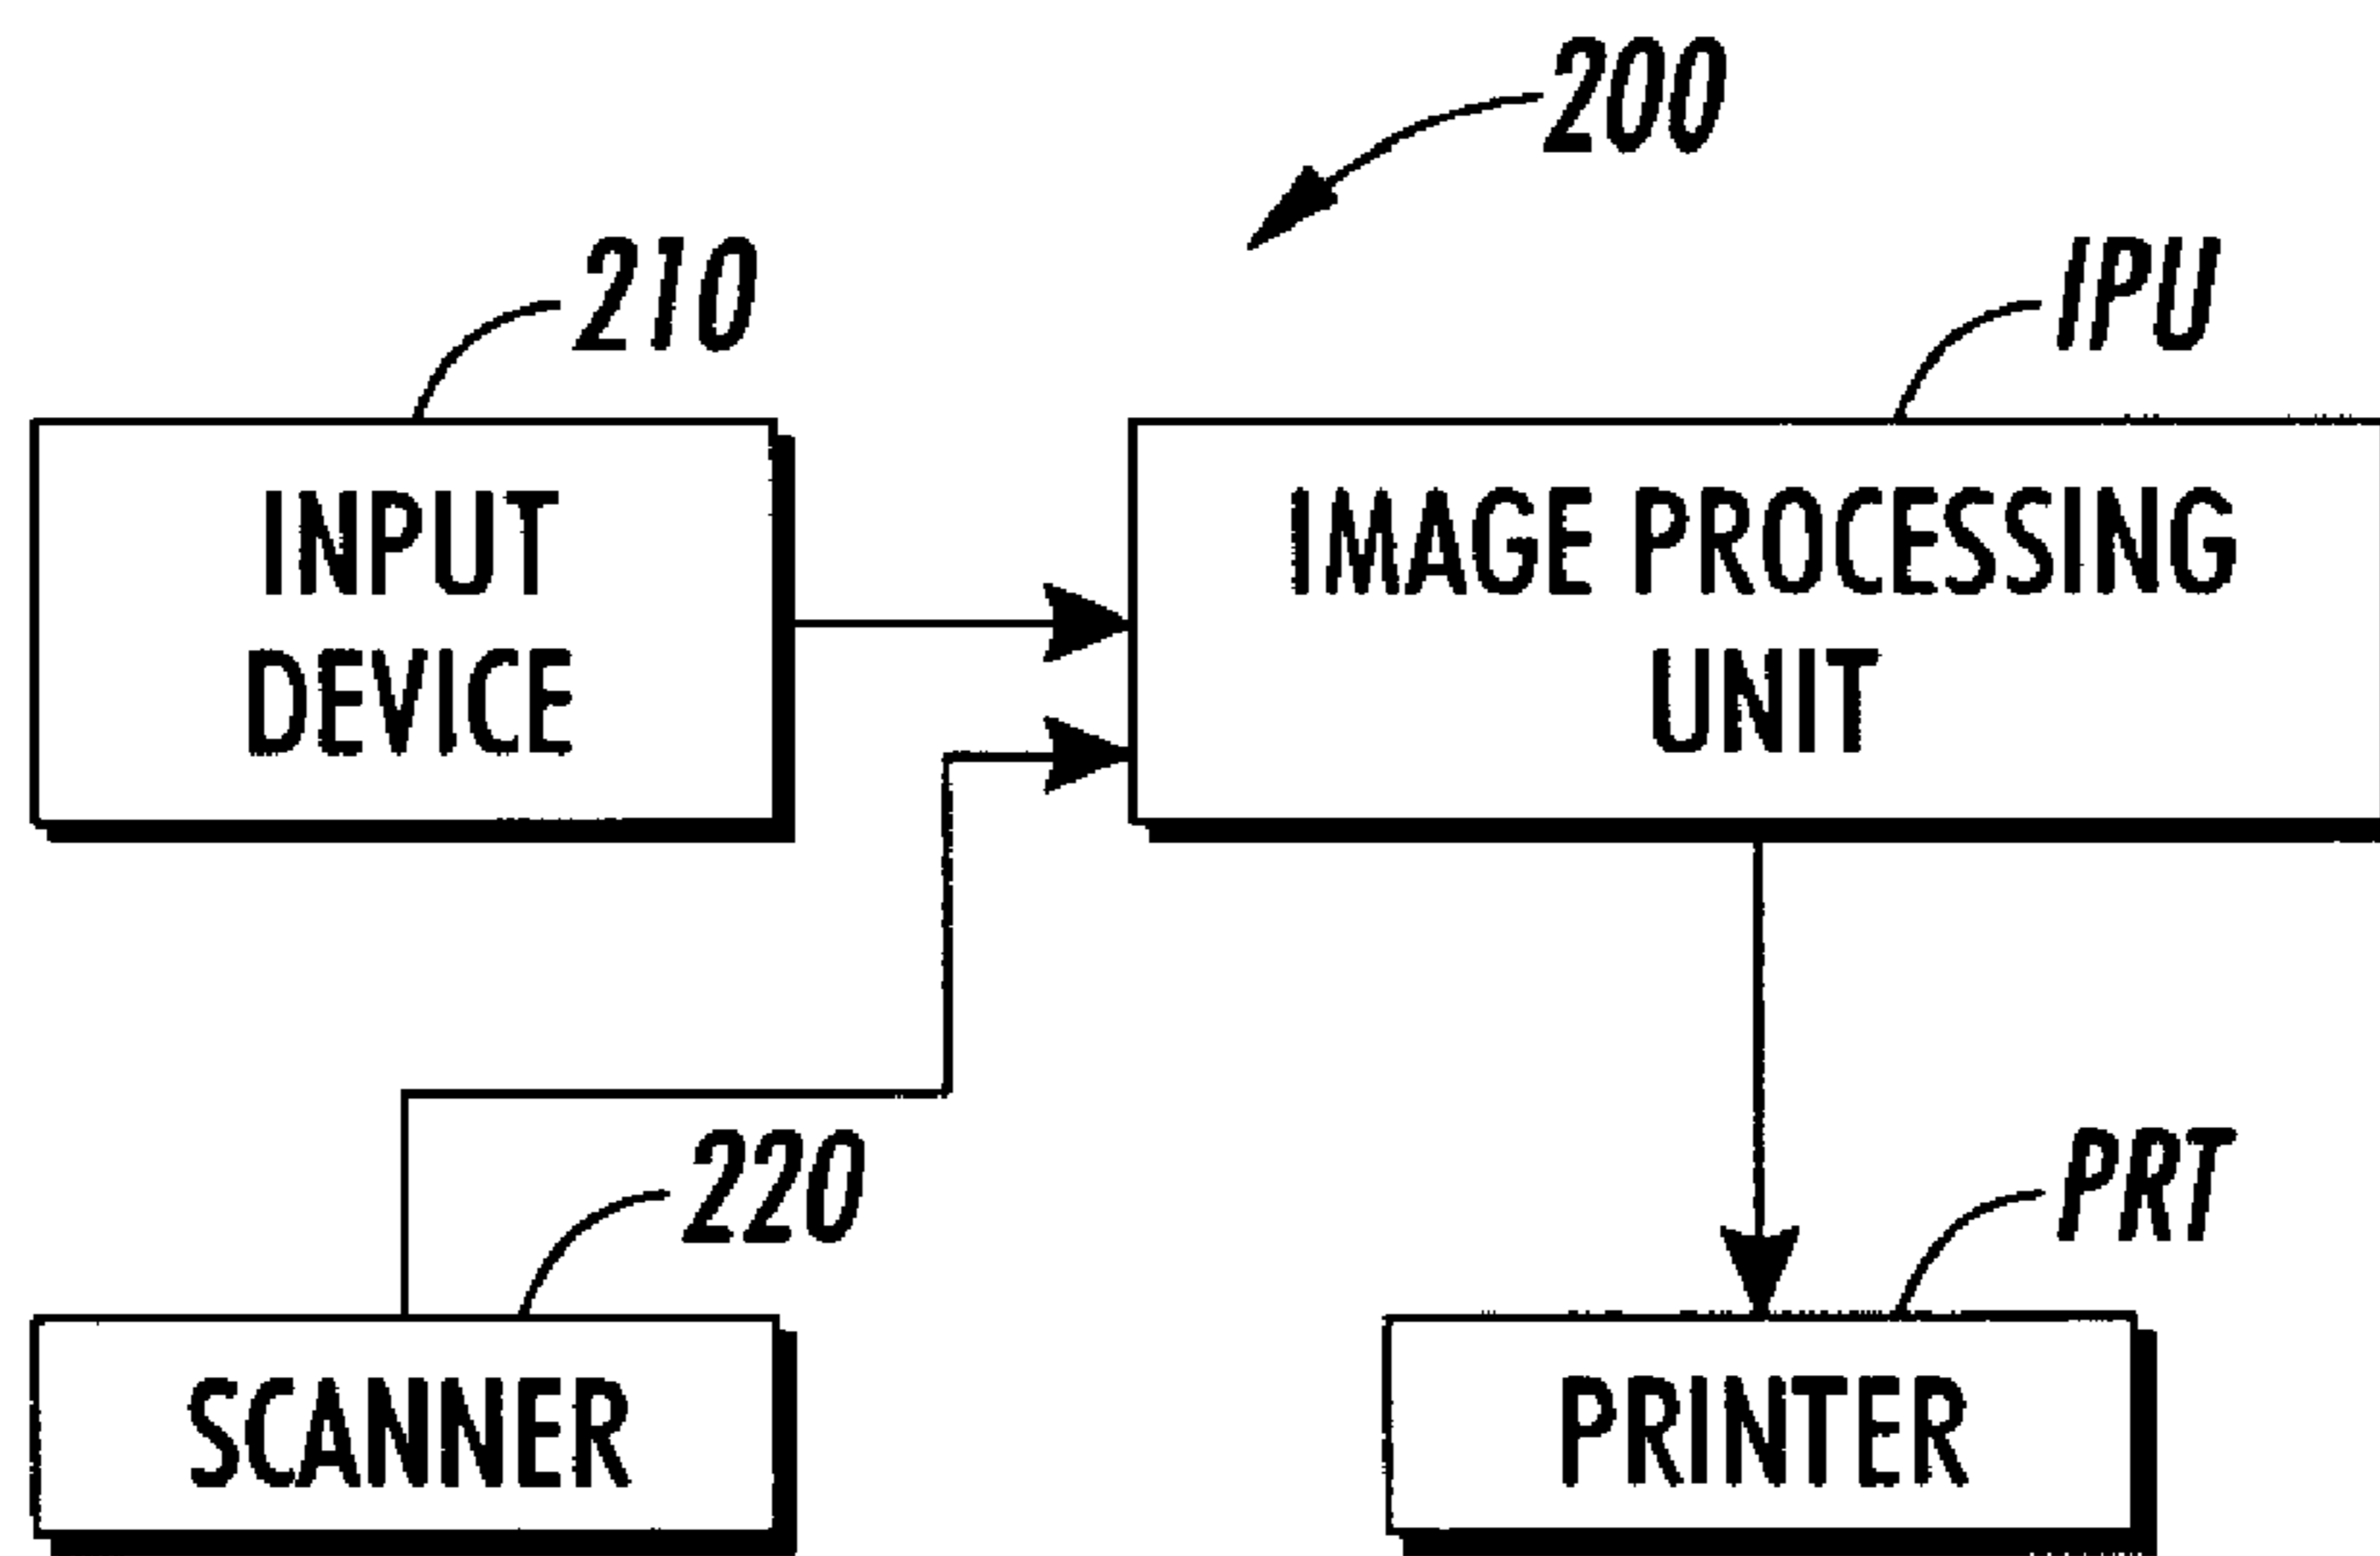 200
210
IPU
INPUT
DEVICE
IMAGE PROCESSING
UNIT
220
PRT
SCANNER
PRINTER